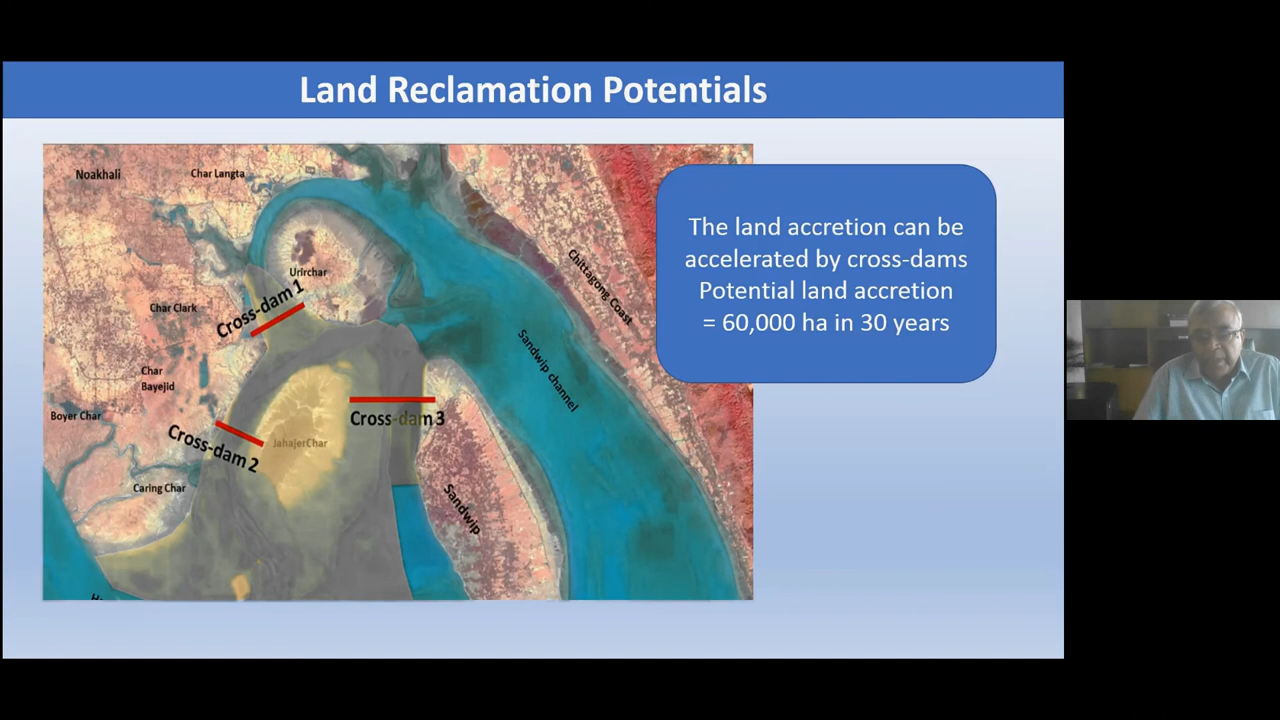 Land Reclamation Potentials
Noakhali
Char Langta
Urirchar
Cross-dam 1
Char Clark
Char
Bayejid
Boyer Char
Cross-dam 2
JahajerChar
Cross-dam 3
Caring Char
Sandwip
Sandwip channel
Chittagong Coast
The land accretion can be
accelerated by cross-dams
Potential land accretion
= 60,000 ha in 30 years